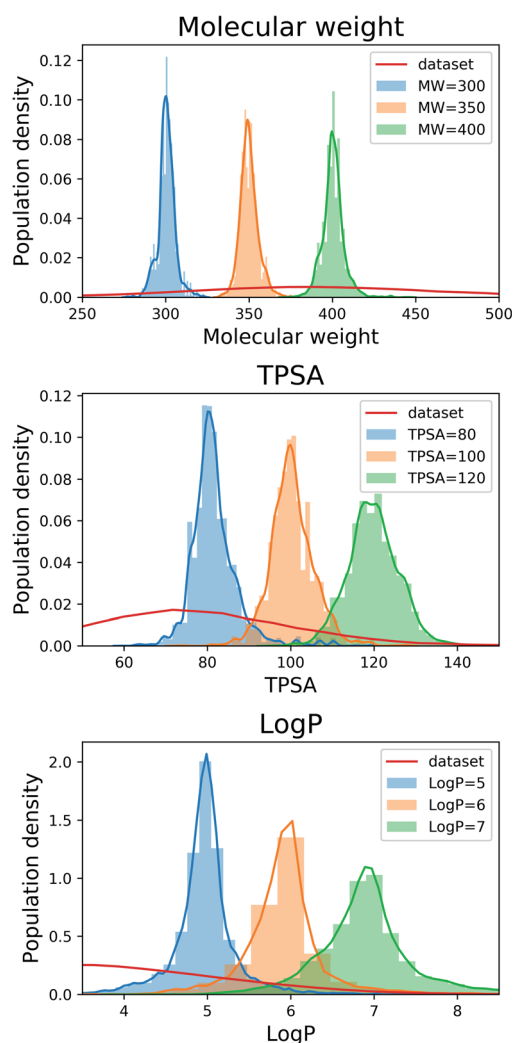 Molecular weight
Population density
0.12
0.10
0.08
0.06
0.04
0.02
0.00
dataset
MW=300
MW=350
MW=400
250
300
350
400
450
500
Molecular weight
TPSA
Population density
0.12
0.10
0.08
0.06
0.04
0.02
0.00
dataset
TPSA=80
TPSA=100
TPSA=120
60
80
100
120
140
TPSA
LogP
Population density
2.0
1.5
1.0
0.5
0.0
dataset
LogP=5
LogP=6
LogP=7
4
5
6
7
8
LogP